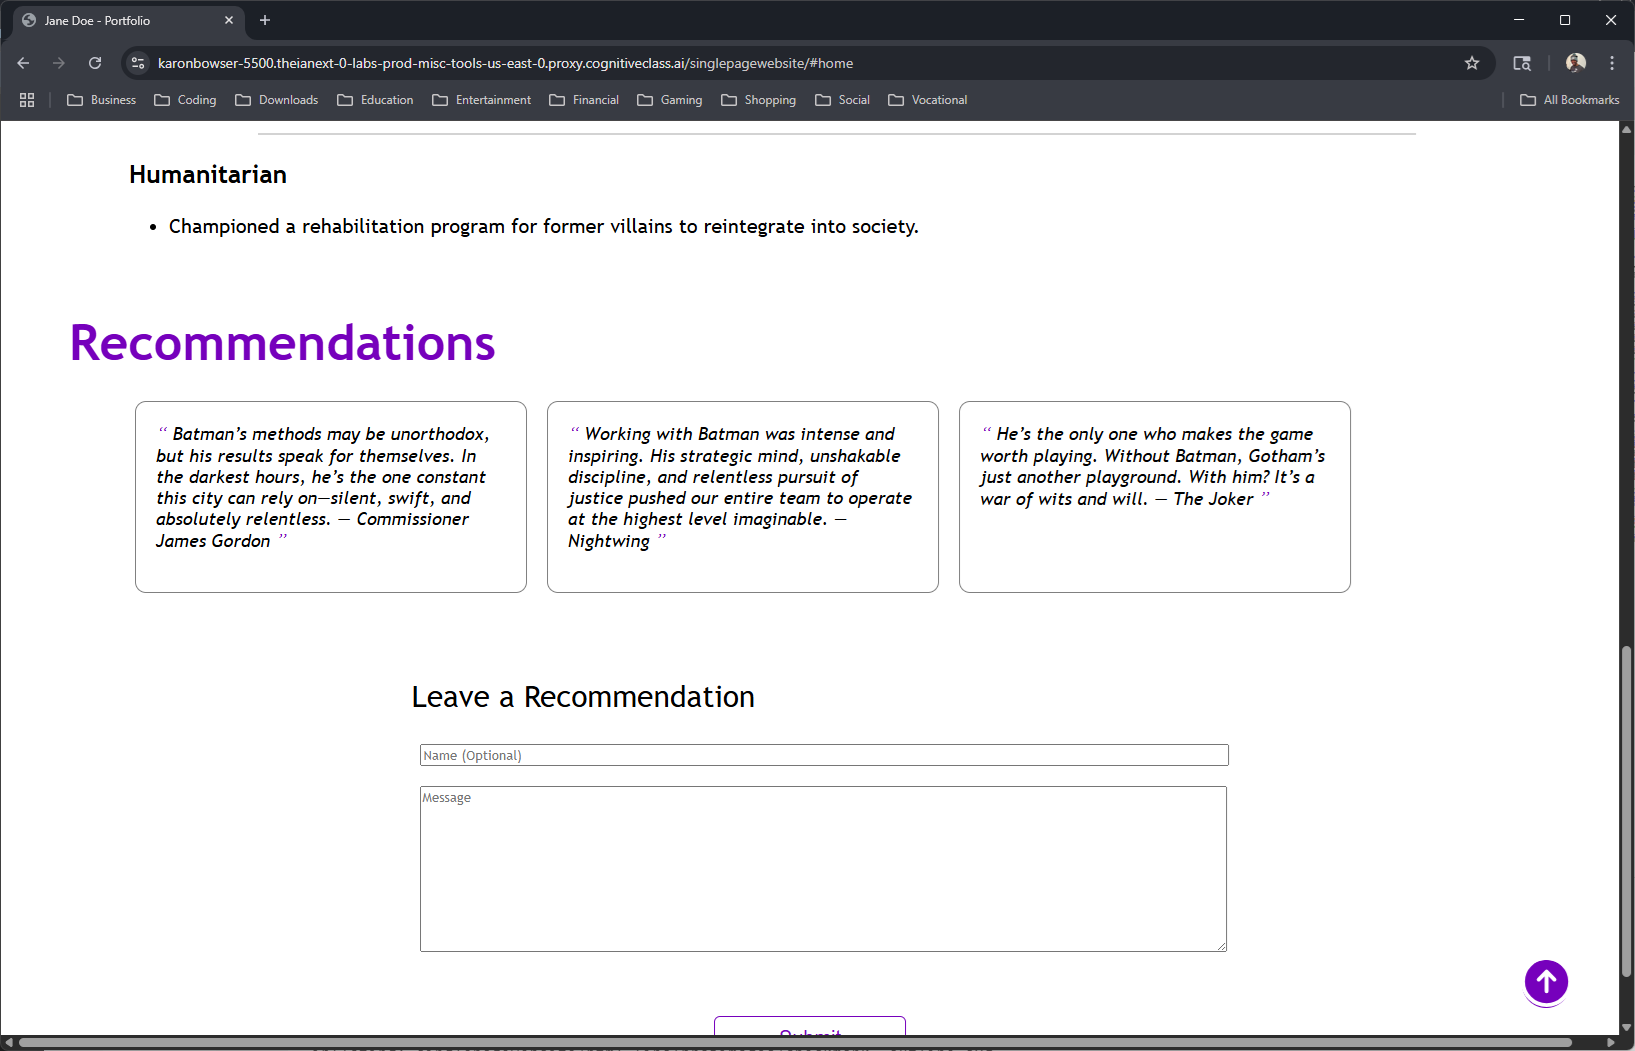 Jane Doe - Portfolio
karonbowser-5500.theianext-0-labs-prod-misc-tools-us-east-0.proxy.cognitiveclass.ai/singlepagewebsite/#home
Business
Coding
Downloads
Education
Entertainment
Financial
Gaming
Shopping
Social
Vocational
All Bookmarks
Humanitarian
• Championed a rehabilitation program for former villains to reintegrate into society.
Recommendations
“ Batman’s methods may be unorthodox,
but his results speak for themselves. In
the darkest hours, he’s the one constant
this city can rely on—silent, swift, and
absolutely relentless. — Commissioner
James Gordon ”
“ Working with Batman was intense and
inspiring. His strategic mind, unshakable
discipline, and relentless pursuit of
justice pushed our entire team to operate
at the highest level imaginable. —
Nightwing ”
“ He’s the only one who makes the game
worth playing. Without Batman, Gotham’s
just another playground. With him? It’s a
war of wits and will. — The Joker ”
Leave a Recommendation
Name (Optional)
Message
Submit